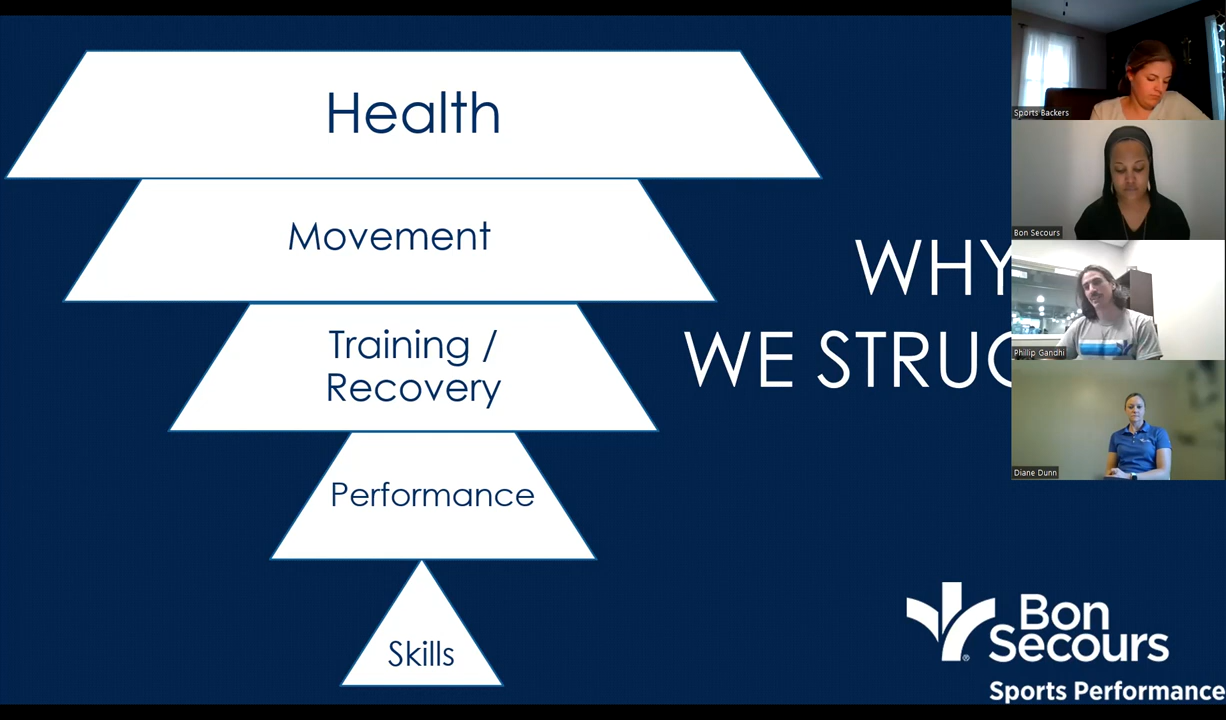 Health
Movement
Training /
Recovery
Performance
Skills
WHY
WE STRUC
Bon
Secours
Sports Performance
Sports Backers
Bon Secours
Phillip Gandhi
Diane Dunn